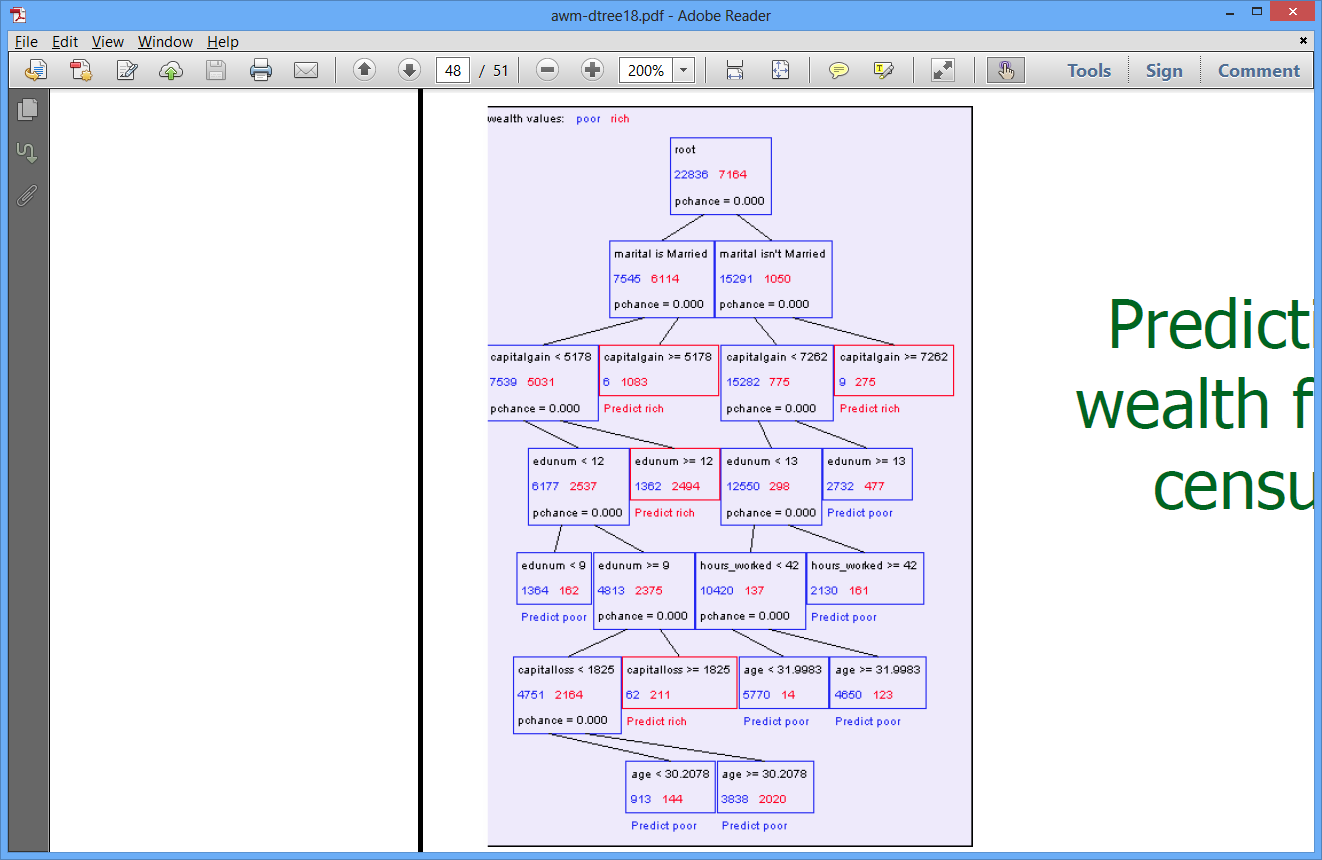 awm-dtree18.pdf - Adobe Reader
File Edit View Window Help
48 / 51 200% Tools Sign Comment
wealth values: poor rich
root
22836 7164
pchance = 0.000
marital is Married marital isn't Married
7545 6114 15291 1050
pchance = 0.000 pchance = 0.000
capitalgain < 5178 capitalgain >= 5178 capitalgain < 7262 capitalgain >= 7262
7539 5031 6 1083 15282 775 9 275
pchance = 0.000 Predict rich pchance = 0.000 Predict rich
edunum < 12 edunum >= 12 edunum < 13 edunum >= 13
6177 2537 1362 2494 12550 298 2732 477
pchance = 0.000 Predict rich pchance = 0.000 Predict poor
edunum < 9 edunum >= 9 hours_worked < 42 hours_worked >= 42
1364 162 4813 2375 10420 137 2130 161
Predict poor pchance = 0.000 pchance = 0.000 Predict poor
capitalloss < 1825 capitalloss >= 1825 age < 31.9983 age >= 31.9983
4751 2164 62 211 5770 14 4650 123
pchance = 0.000 Predict rich Predict poor Predict poor
age < 30.2078 age >= 30.2078
913 144 3838 2020
Predict poor Predict poor
Predicti
wealth f
censu